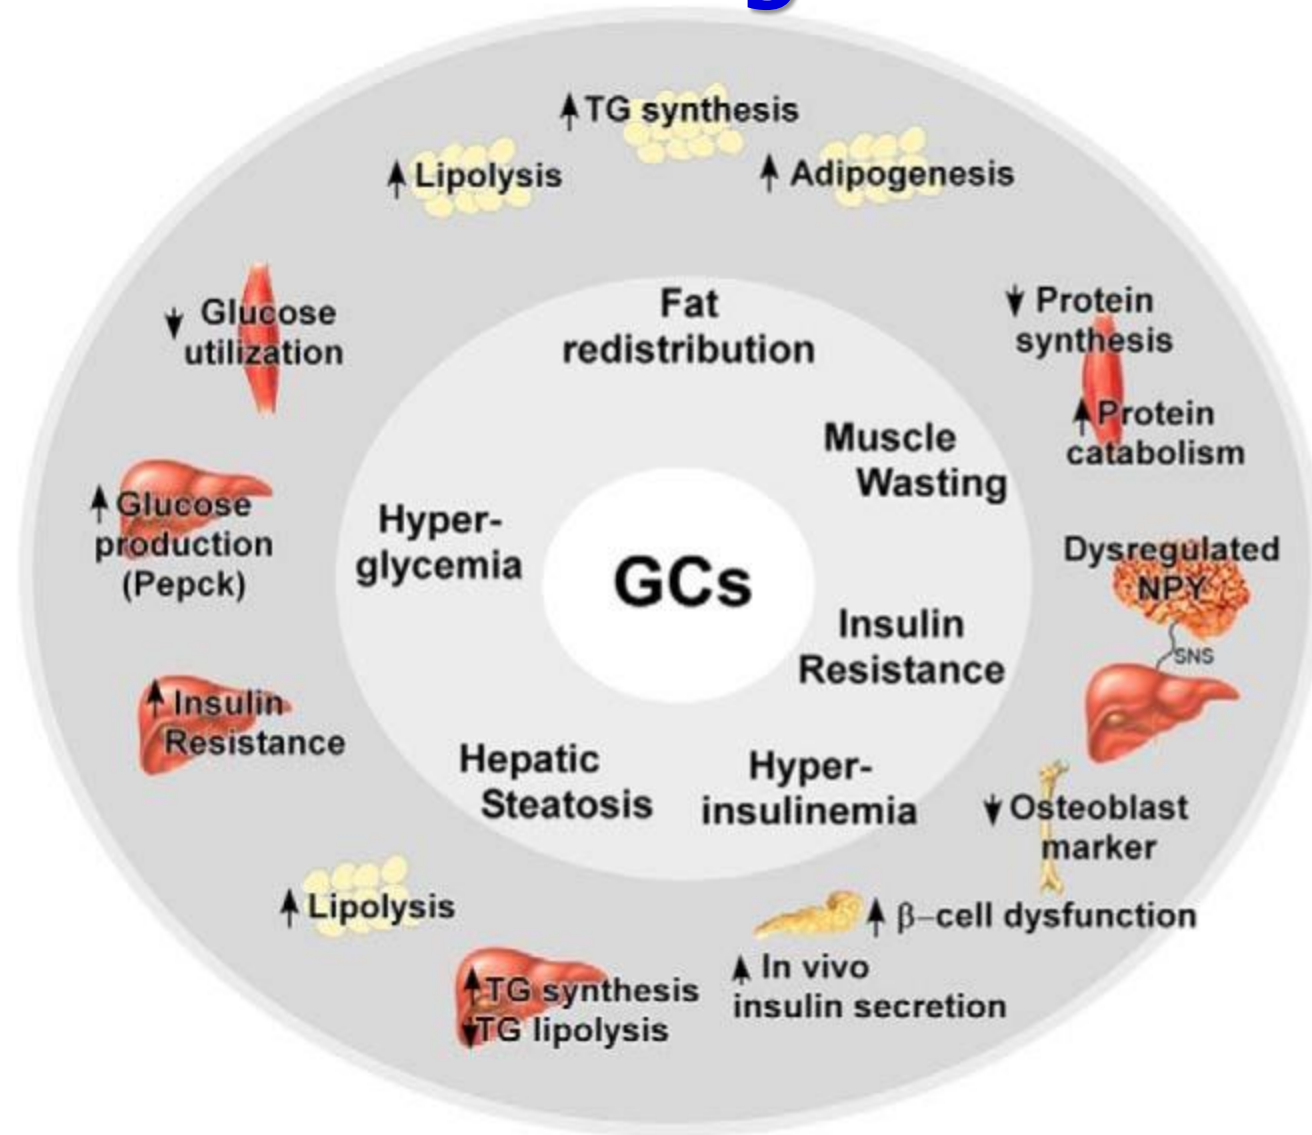 ↑ TG synthesis
↑ Lipolysis
↑ Adipogenesis
↓ Glucose
utilization
Fat
redistribution
↓ Protein
synthesis
↑ Protein
catabolism
Muscle
Wasting
↑ Glucose
production
(Pepck)
Hyper-
glycemia
GCs
Dysregulated
NPY
SNS
Insulin
Resistance
↑ Insulin
Resistance
Hepatic
Steatosis
Hyper-
insulinemia
↓ Osteoblast
marker
↑ Lipolysis
↑ β–cell dysfunction
↑ In vivo
insulin secretion
↑TG synthesis
↓TG lipolysis